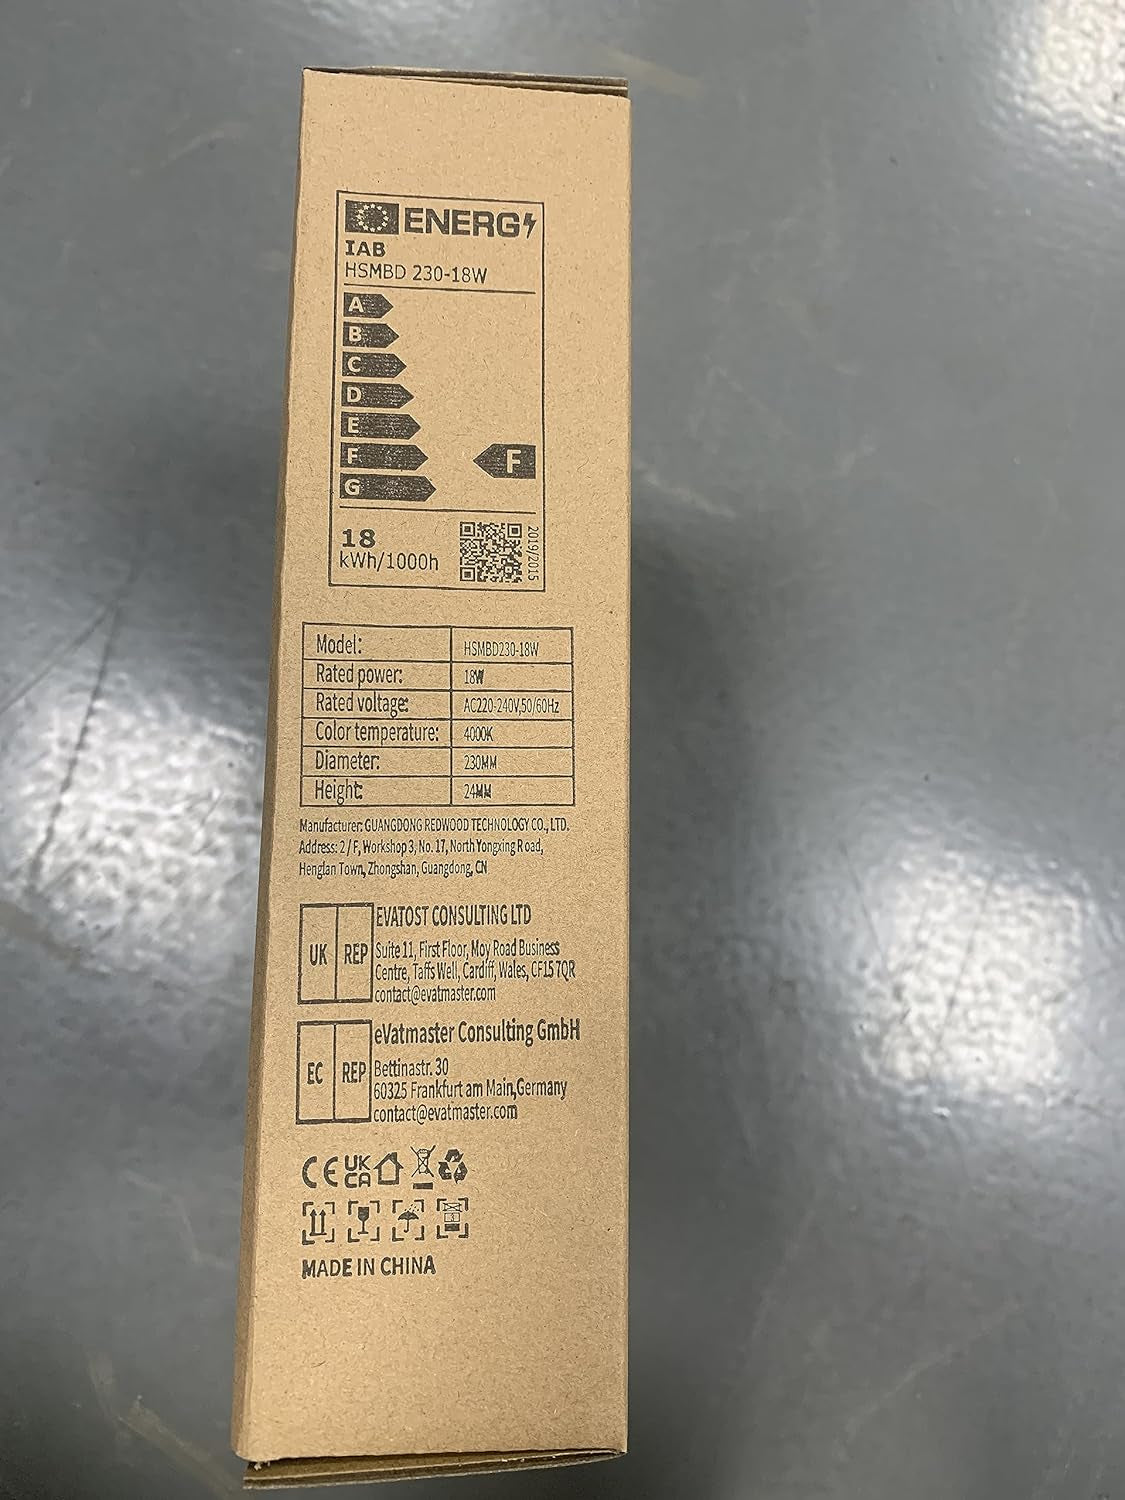 ENERG
IAB
HSMBD 230-18W
A
B
C
D
E
F
F
G
18
kWh/1000h
2019/2015
Model: HSMBD230-18W
Rated power: 18W
Rated voltage: AC220-240V,50/60Hz
Color temperature: 4000K
Diameter: 230MM
Height: 24MM
Manufacturer: GUANGDONG REDWOOD TECHNOLOGY CO., LTD.
Address: 2 / F, Workshop 3, No. 17, North Yongxing Road,
Henglan Town, Zhongshan, Guangdong, CN
UK REP
EVATOST CONSULTING LTD
Suite 11, First Floor, Moy Road Business
Centre, Taffs Well, Cardiff, Wales, CF15 7QR
contact@evatmaster.com
EC REP
eVatmaster Consulting GmbH
Bettinastr. 30
60325 Frankfurt am Main,Germany
contact@evatmaster.com
CE UK
CA
MADE IN CHINA